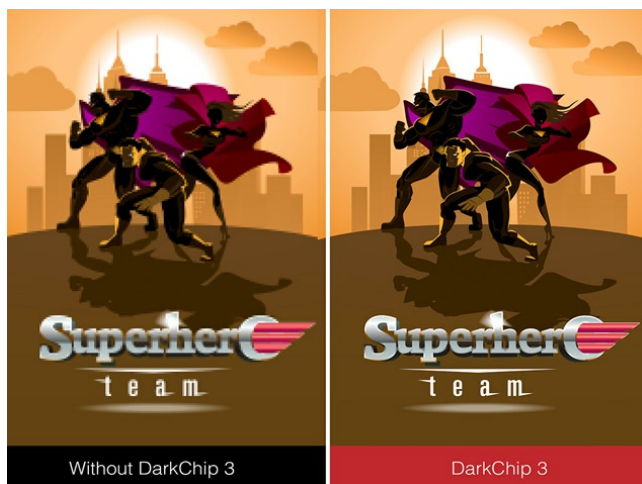 SuperherO
team
Without DarkChip 3
SuperherO
team
DarkChip 3